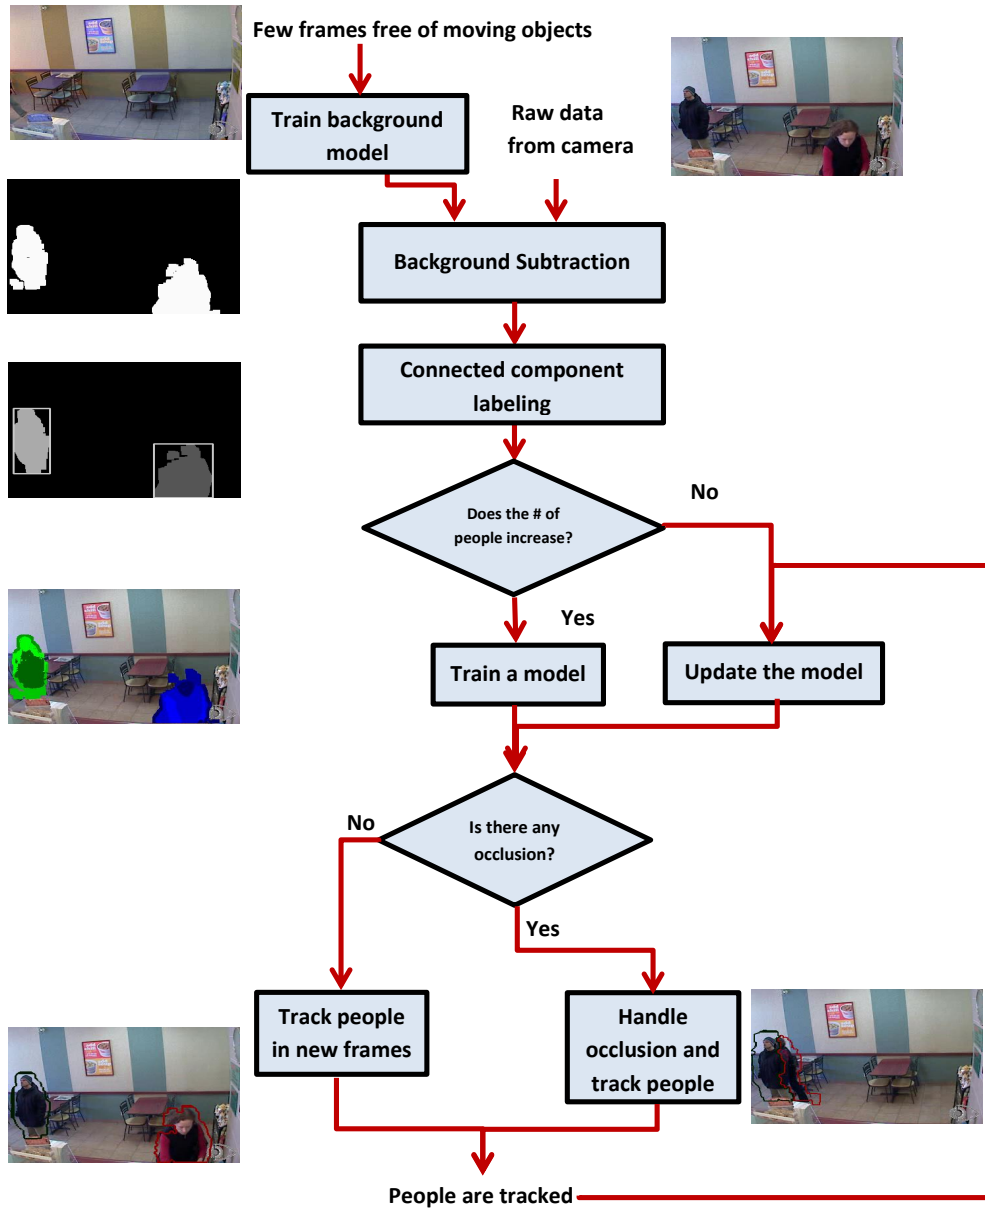 Few frames free of moving objects
Train background
model
Raw data
from camera
Background Subtraction
Connected component
labeling
Does the # of
people increase?
No
Yes
Train a model
Update the model
Is there any
occlusion?
No
Yes
Track people
in new frames
Handle
occlusion and
track people
People are tracked